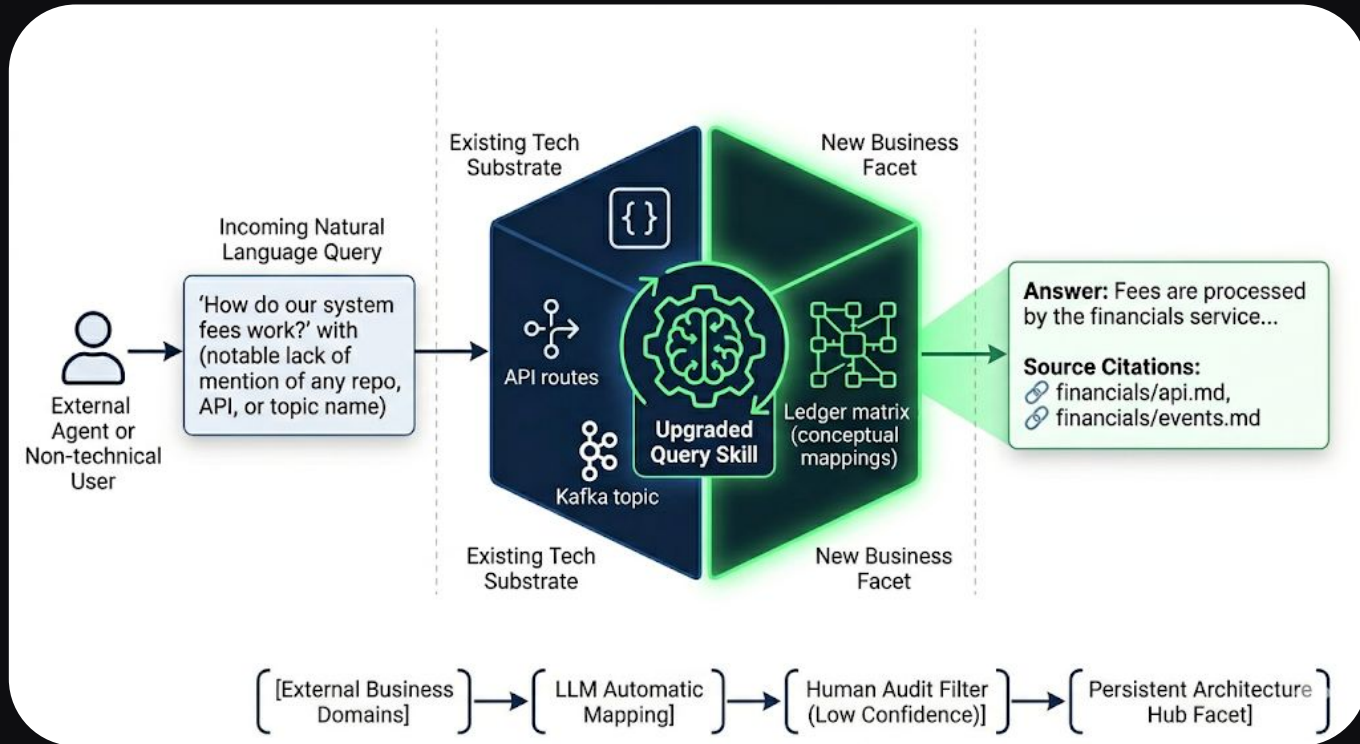 Existing Tech
Substrate
New Business
Facet
Incoming Natural
Language Query
'How do our system
fees work?' with
(notable lack of
mention of any repo,
API, or topic name)
External
Agent or
Non-technical
User
{ }
API routes
Kafka topic
Upgraded
Query Skill
Ledger matrix
(conceptual
mappings)
Answer: Fees are processed
by the financials service...
Source Citations:
financials/api.md,
financials/events.md
Existing Tech
Substrate
New Business
Facet
[External Business
Domains]
LLM Automatic
Mapping]
Human Audit Filter
(Low Confidence)]
Persistent Architecture
Hub Facet]